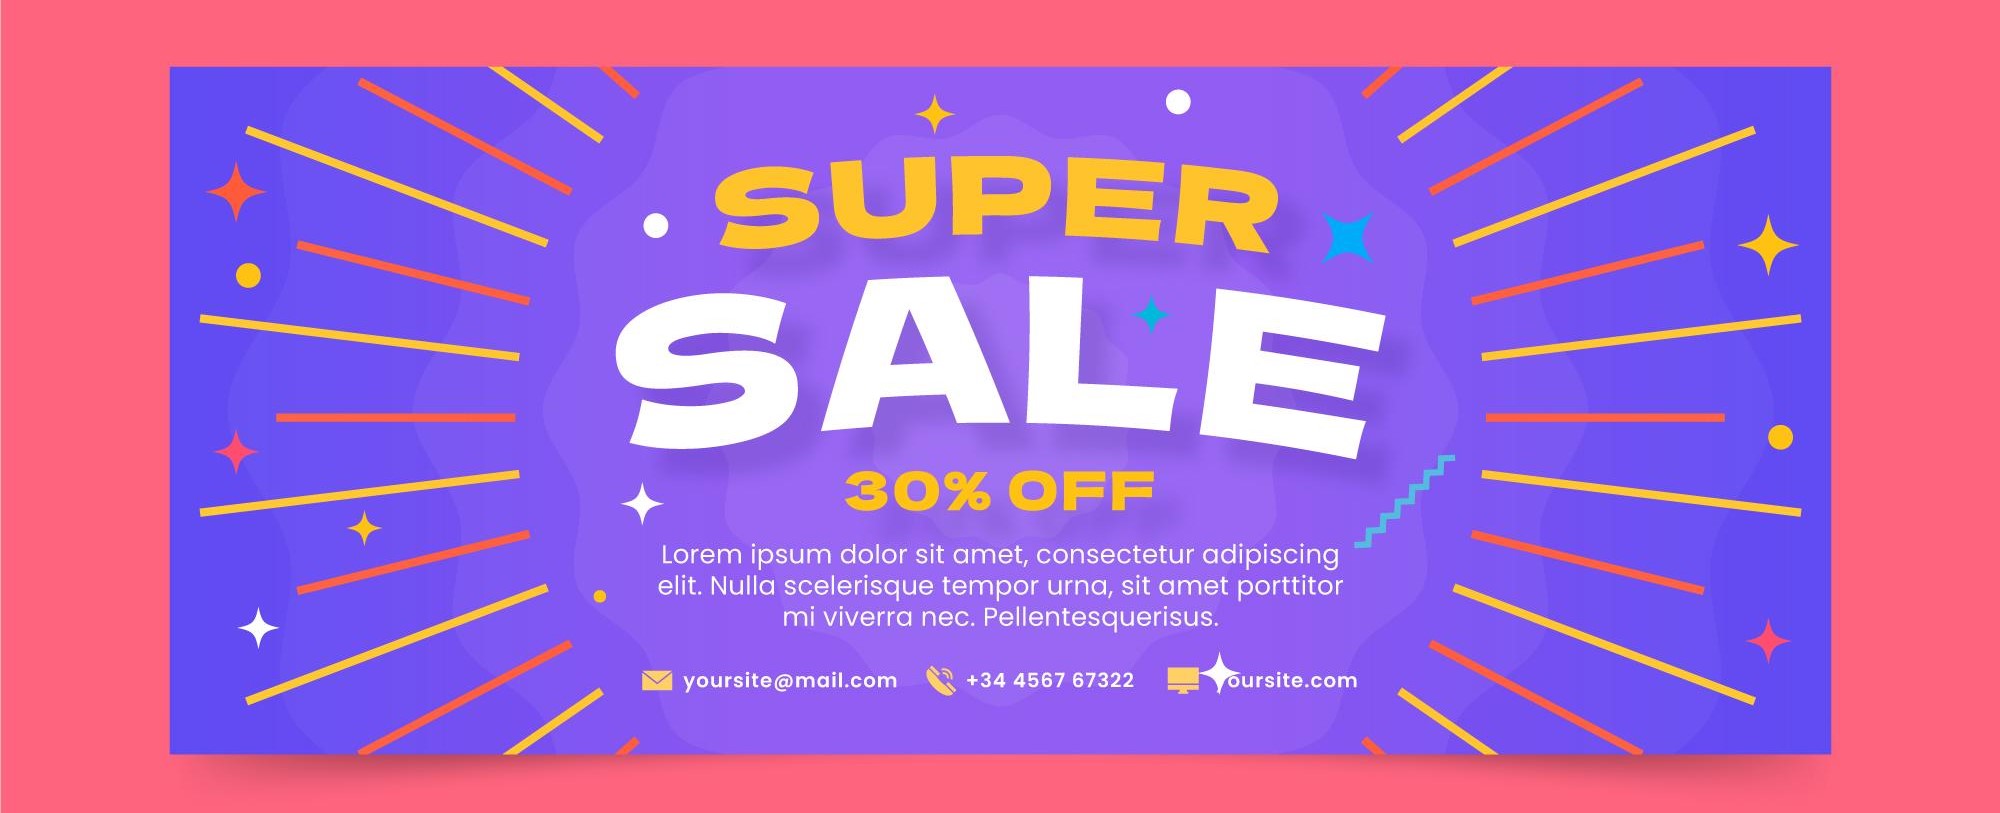 SUPER
SALE
30% OFF
Lorem ipsum dolor sit amet, consectetur adipiscing
elit. Nulla scelerisque tempor urna, sit amet porttitor
mi viverra nec. Pellentesquerisus.
yoursite@mail.com +34 4567 67322 oursite.com